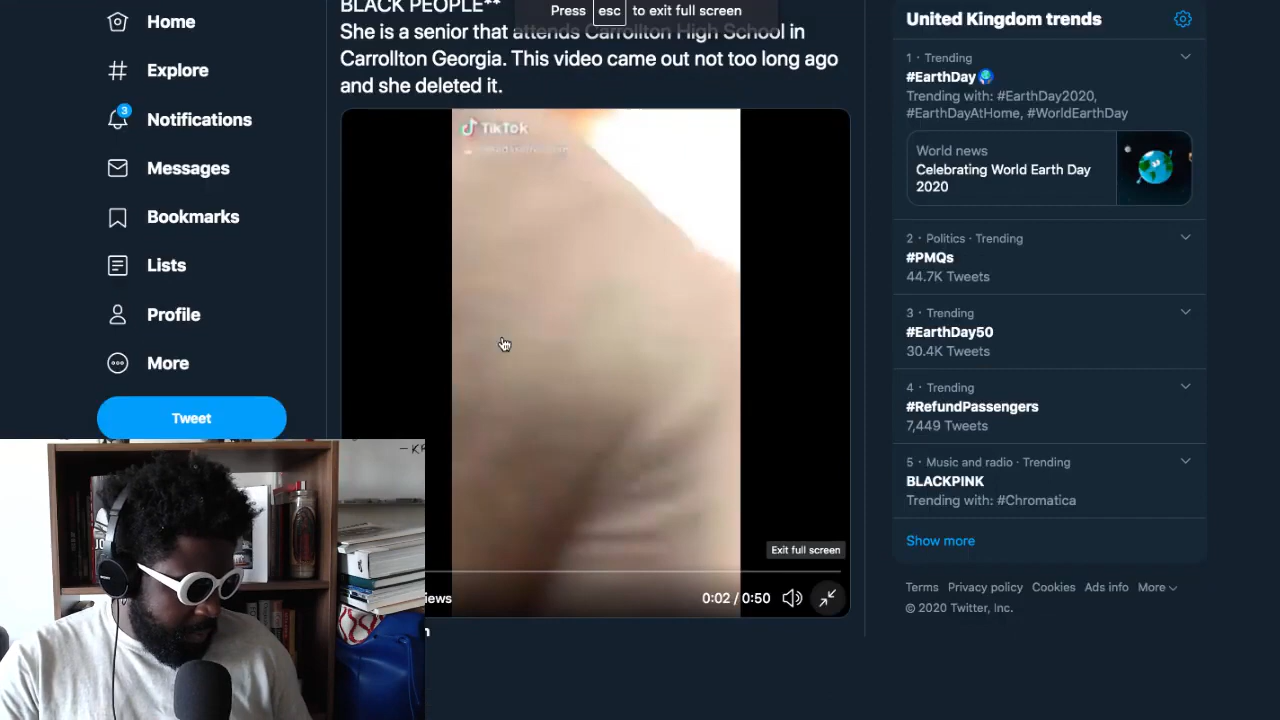 Home
Explore
3
Notifications
Messages
Bookmarks
Lists
Profile
More
Tweet
BLACK PEOPLE**
She is a senior that attends Carrollton High School in
Carrollton Georgia. This video came out not too long ago
and she deleted it.
Press esc to exit full screen
TikTok
Exit full screen
iews
0:02 / 0:50
United Kingdom trends
1 · Trending
#EarthDay
Trending with: #EarthDay2020,
#EarthDayAtHome, #WorldEarthDay
World news
Celebrating World Earth Day
2020
2 · Politics · Trending
#PMQs
44.7K Tweets
3 · Trending
#EarthDay50
30.4K Tweets
4 · Trending
#RefundPassengers
7,449 Tweets
5 · Music and radio · Trending
BLACKPINK
Trending with: #Chromatica
Show more
Terms Privacy policy Cookies Ads info More
© 2020 Twitter, Inc.